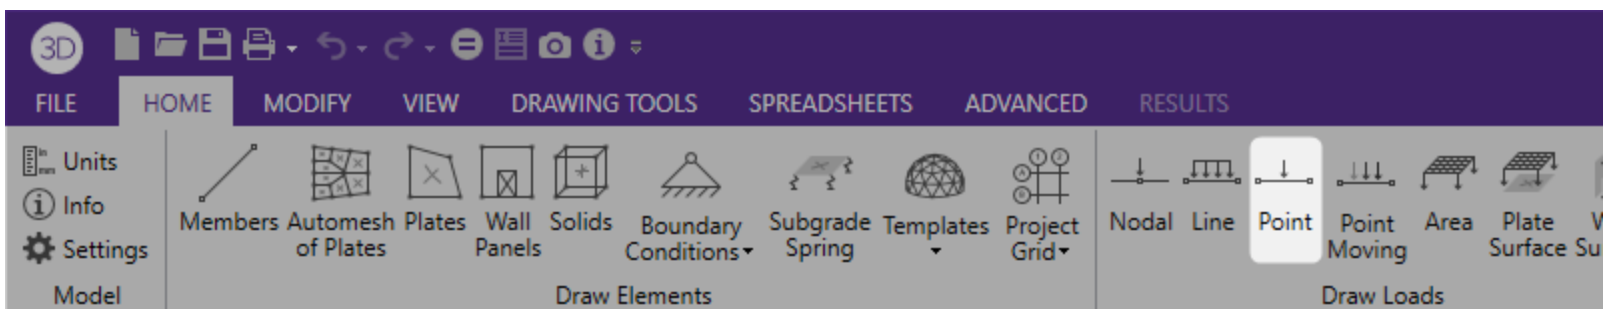 3D
FILE HOME MODIFY VIEW DRAWING TOOLS SPREADSHEETS ADVANCED RESULTS
Units
Info
Settings
Model
Members
Automesh
of Plates
Plates
Wall
Panels
Solids
Boundary
Conditions
Subgrade
Spring
Templates
Project
Grid
Draw Elements
Nodal
Line
Point
Point
Moving
Area
Plate
Surface
Draw Loads